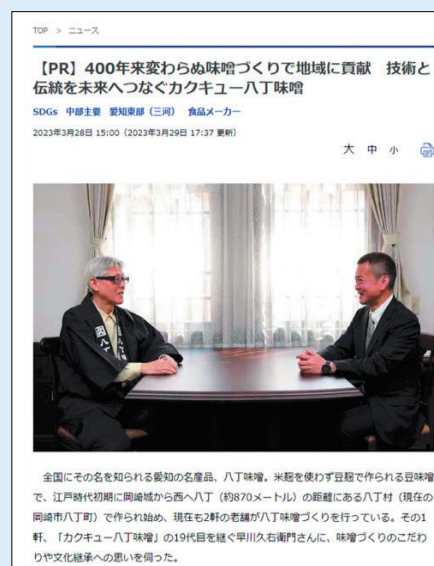 TOP > ニュース
【PR】400年来変わらぬ味噌づくりで地域に貢献 技術と
伝統を未来へつなぐカクキュー八丁味噌
SDGs 中部主要 愛知東部(三河) 食品メーカー
2023年3月28日 15:00(2023年3月29日 17:37 更新)
大 中 小
全国にその名を知られる愛知の名産品、八丁味噌。米麹を使わず豆麹で作られる豆味噌
で、江戸時代初期に岡崎城から西へ八丁(約870メートル)の距離にある八丁村(現在の
岡崎市八丁町)で作られ始め、現在も2軒の老舗が八丁味噌づくりを行っている。その1
軒、「カクキュー八丁味噌」の19代目を継ぐ早川久右衛門さんに、味噌づくりのこだわ
りや文化継承への思いを伺った。